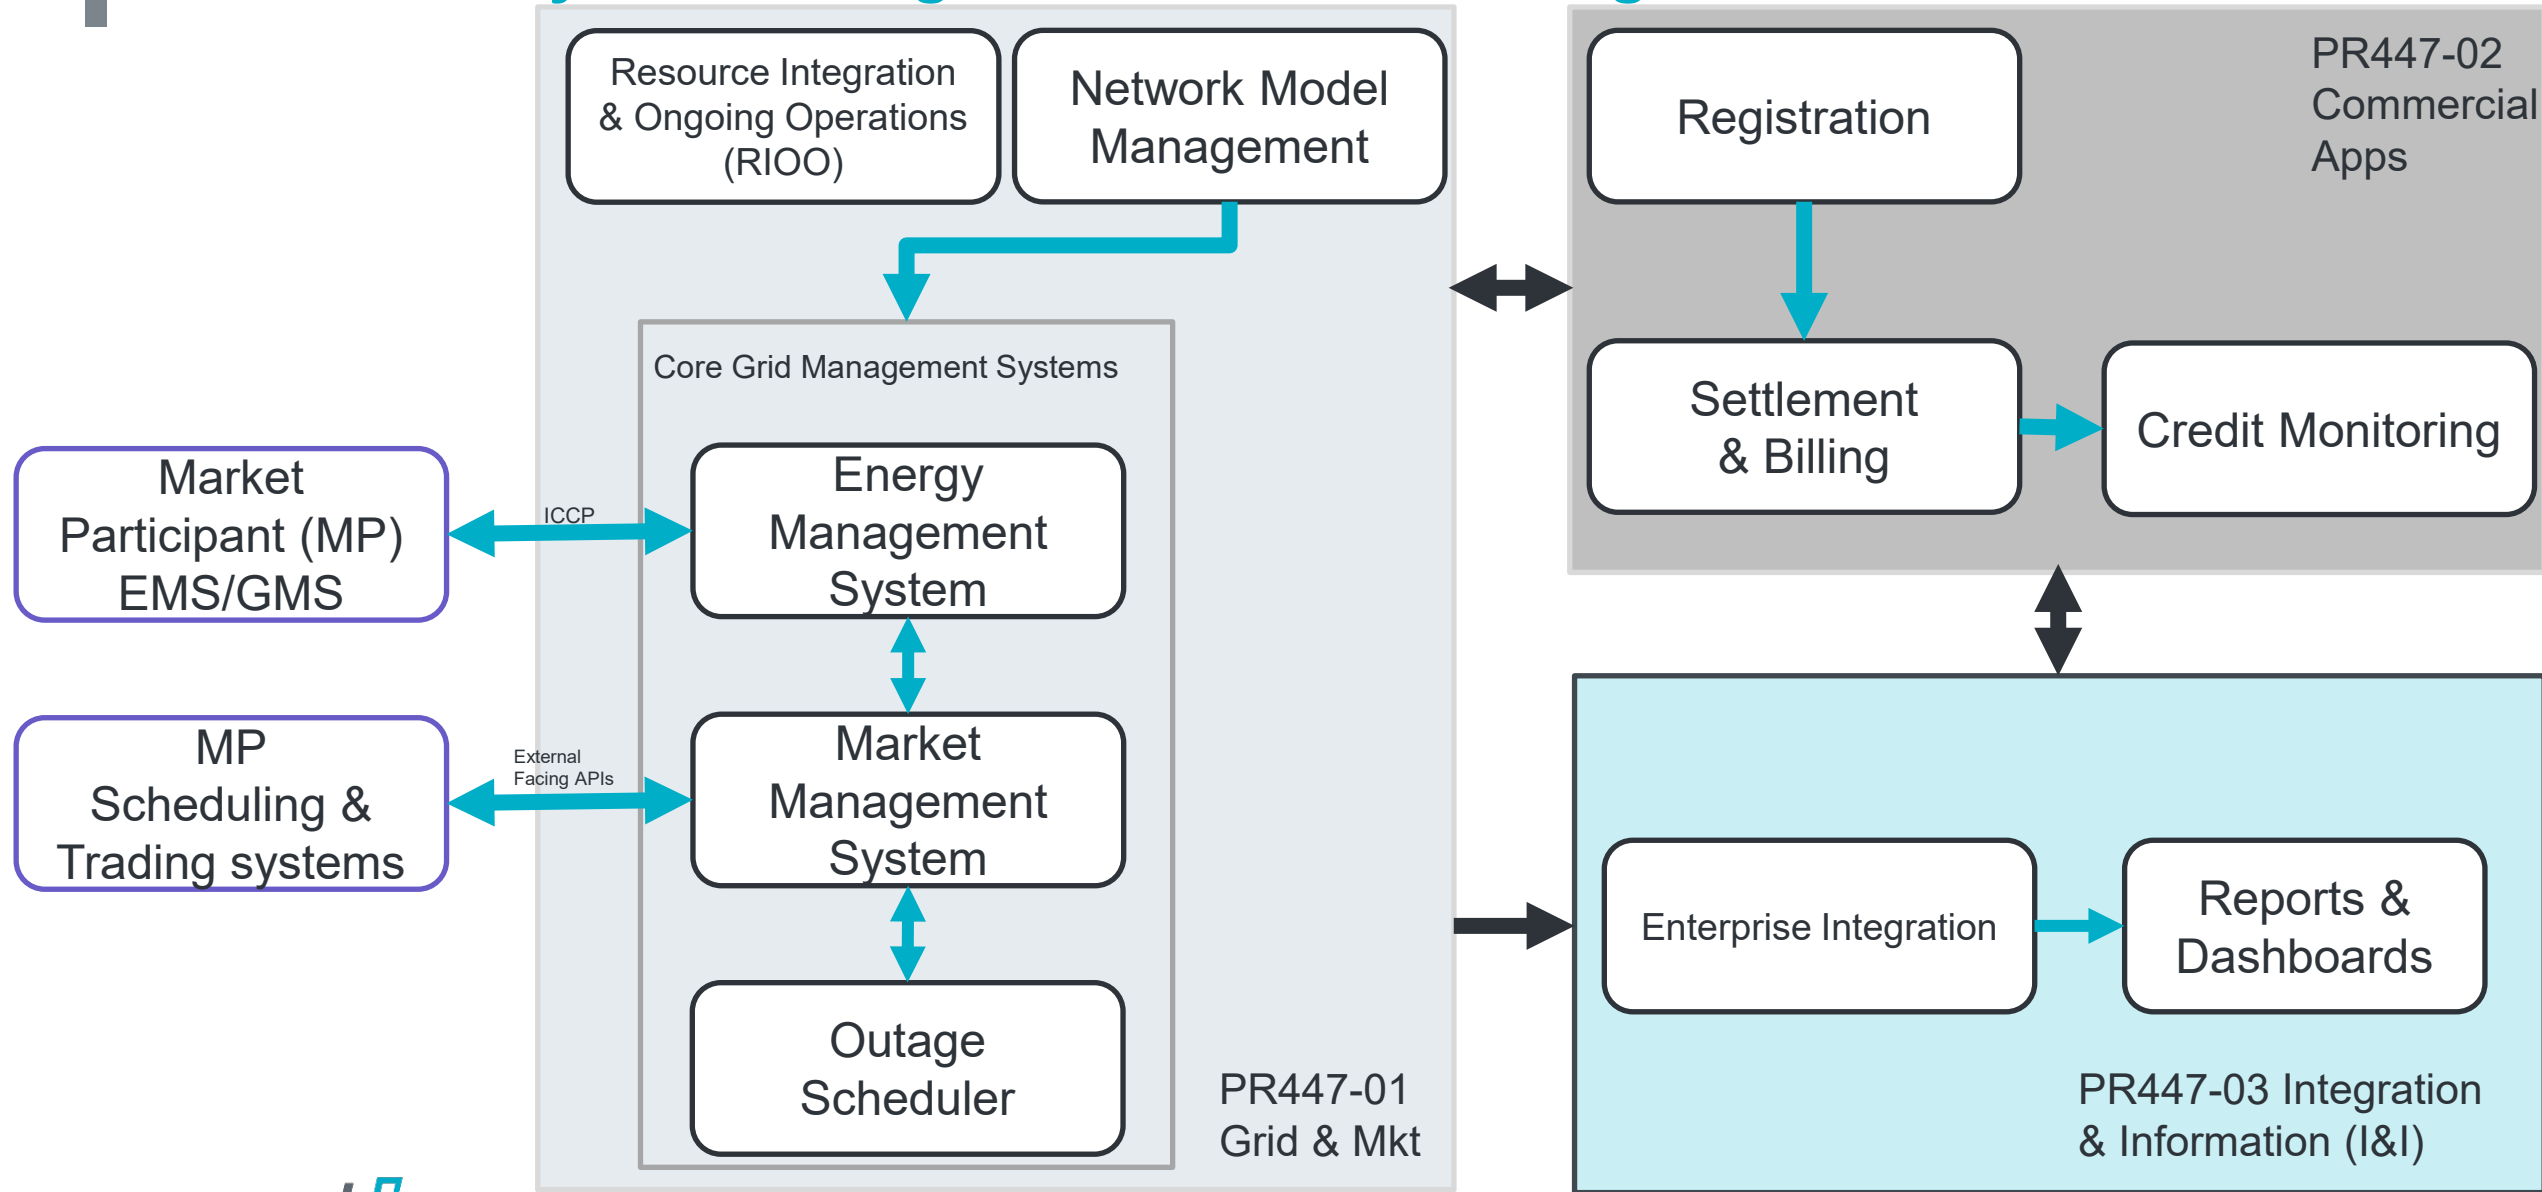 Resource Integration
& Ongoing Operations
(RIOO)
Network Model
Management
Registration
PR447-02
Commercial
Apps
Core Grid Management Systems
Settlement
& Billing
Credit Monitoring
Market
Participant (MP)
EMS/GMS
ICCP
Energy
Management
System
MP
Scheduling &
Trading systems
External
Facing APIs
Market
Management
System
Enterprise Integration
Reports &
Dashboards
Outage
Scheduler
PR447-01
Grid & Mkt
PR447-03 Integration
& Information (I&I)